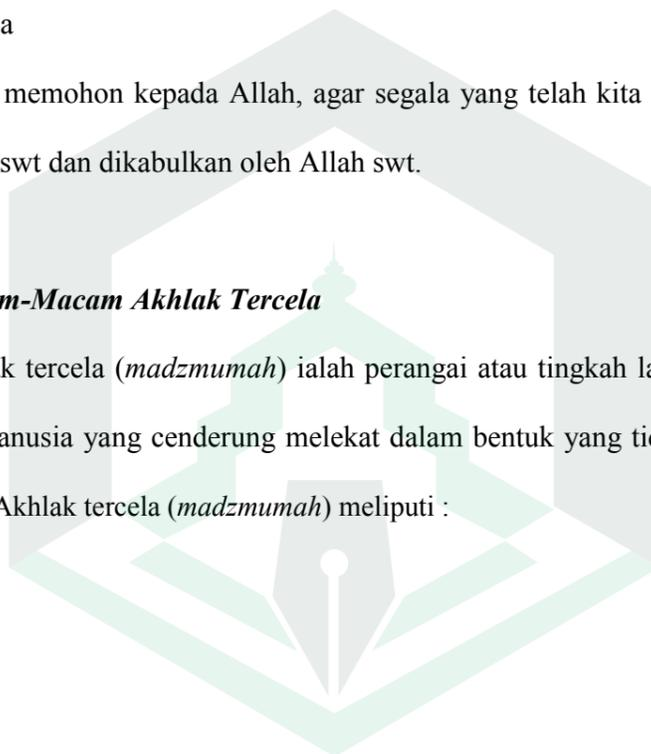 a
memohon kepada Allah, agar segala yang telah kita
swt dan dikabulkan oleh Allah swt.
m-Macam Akhlak Tercela
k tercela (madzmumah) ialah perangai atau tingkah la
anusia yang cenderung melekat dalam bentuk yang tid
Akhlak tercela (madzmumah) meliputi :